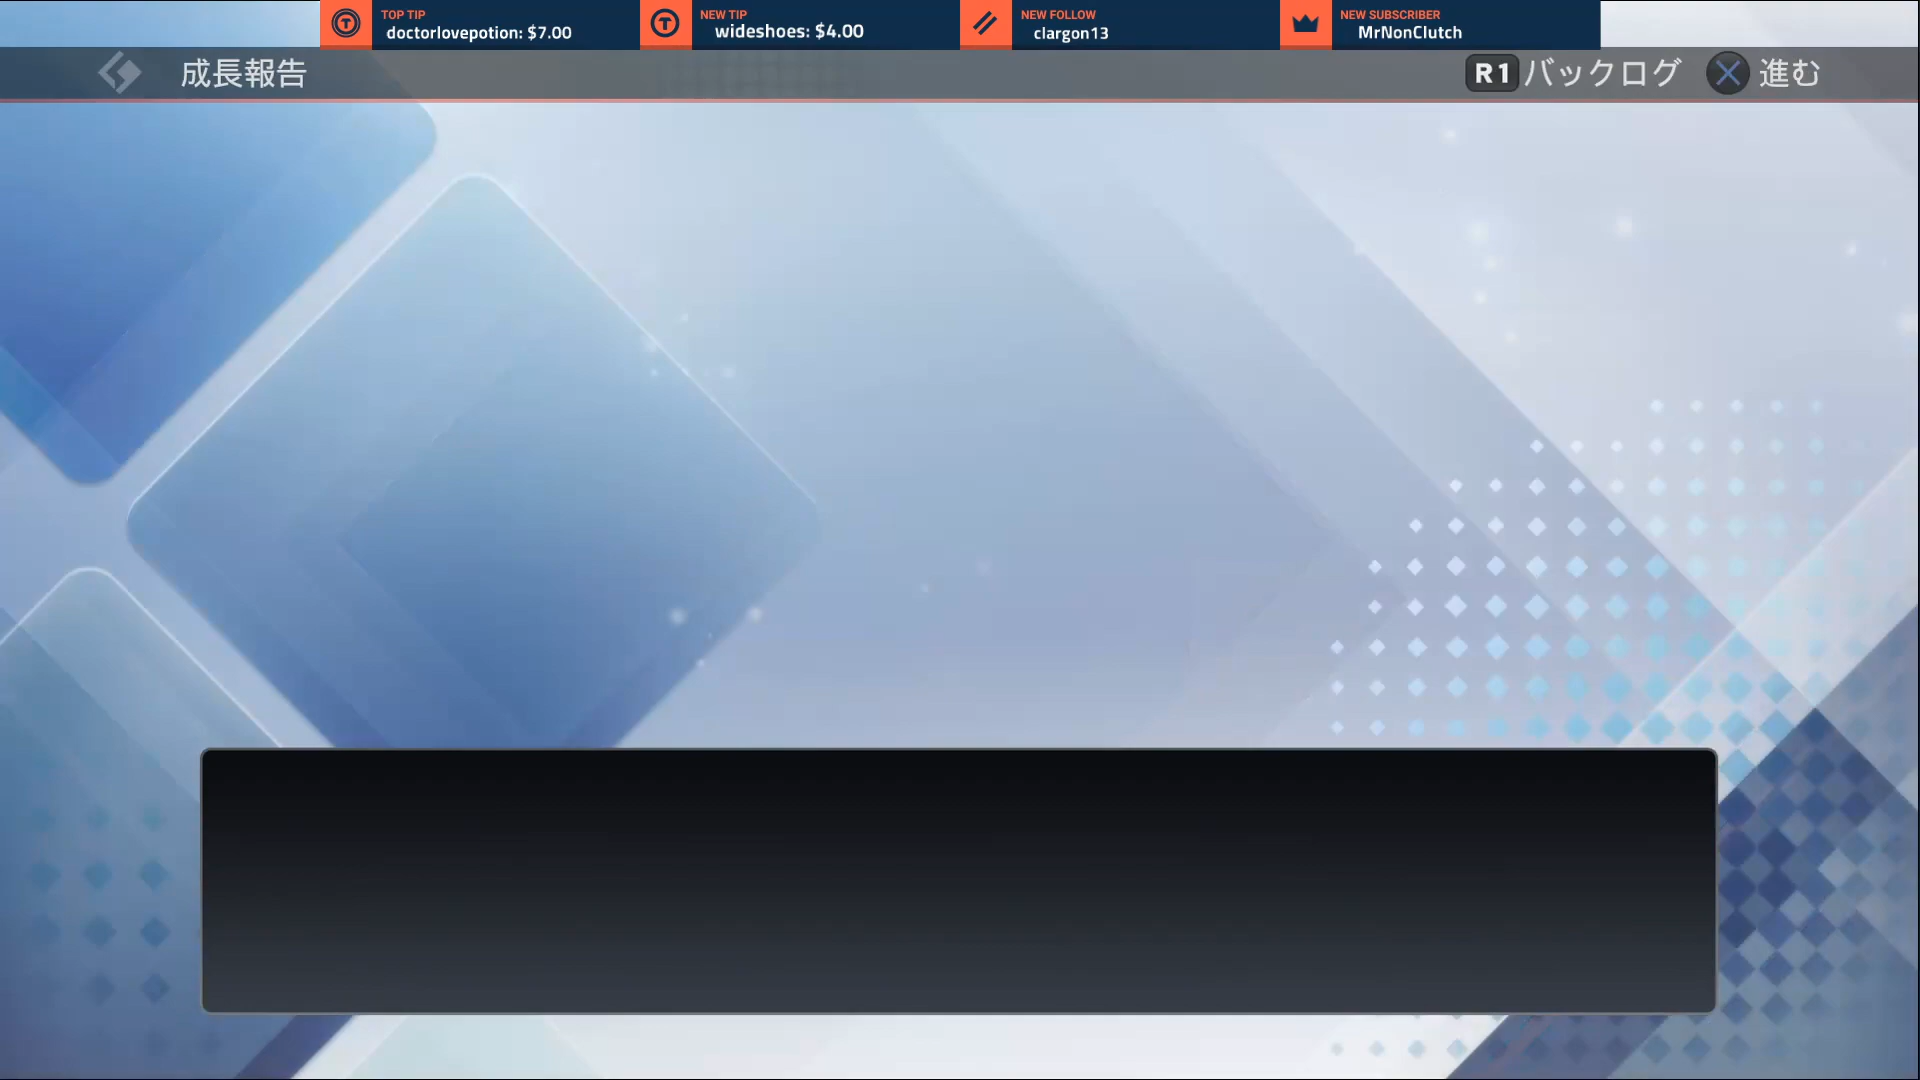 TOP TIP
doctorlovepotion: $7.00
NEW TIP
wideshoes: $4.00
NEW FOLLOW
clargon13
NEW SUBSCRIBER
MrNonClutch
成長報告
R1 バックログ
進む